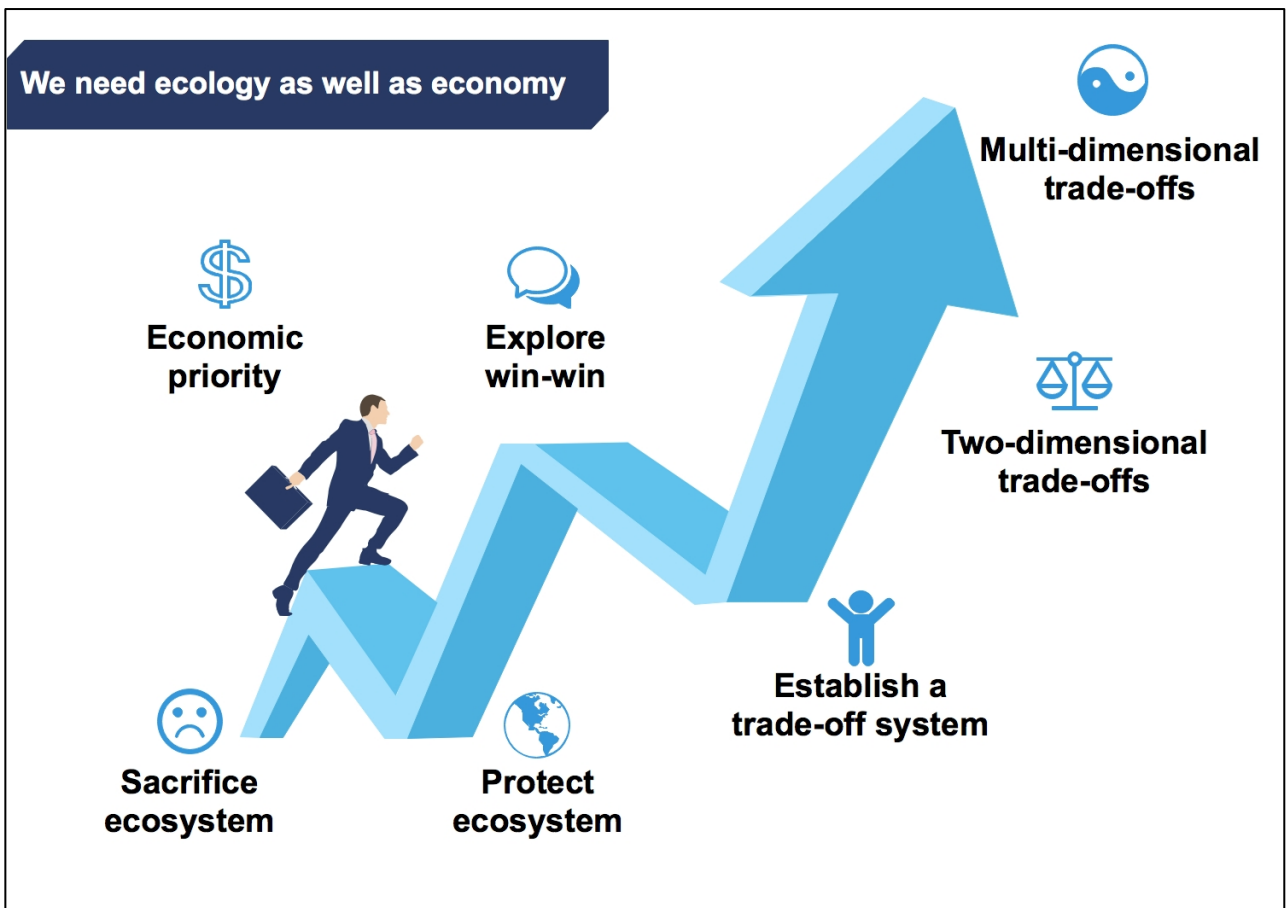 We need ecology as well as economy
Multi-dimensional
trade-offs
Economic
priority
Explore
win-win
Two-dimensional
trade-offs
Establish a
trade-off system
Sacrifice
ecosystem
Protect
ecosystem